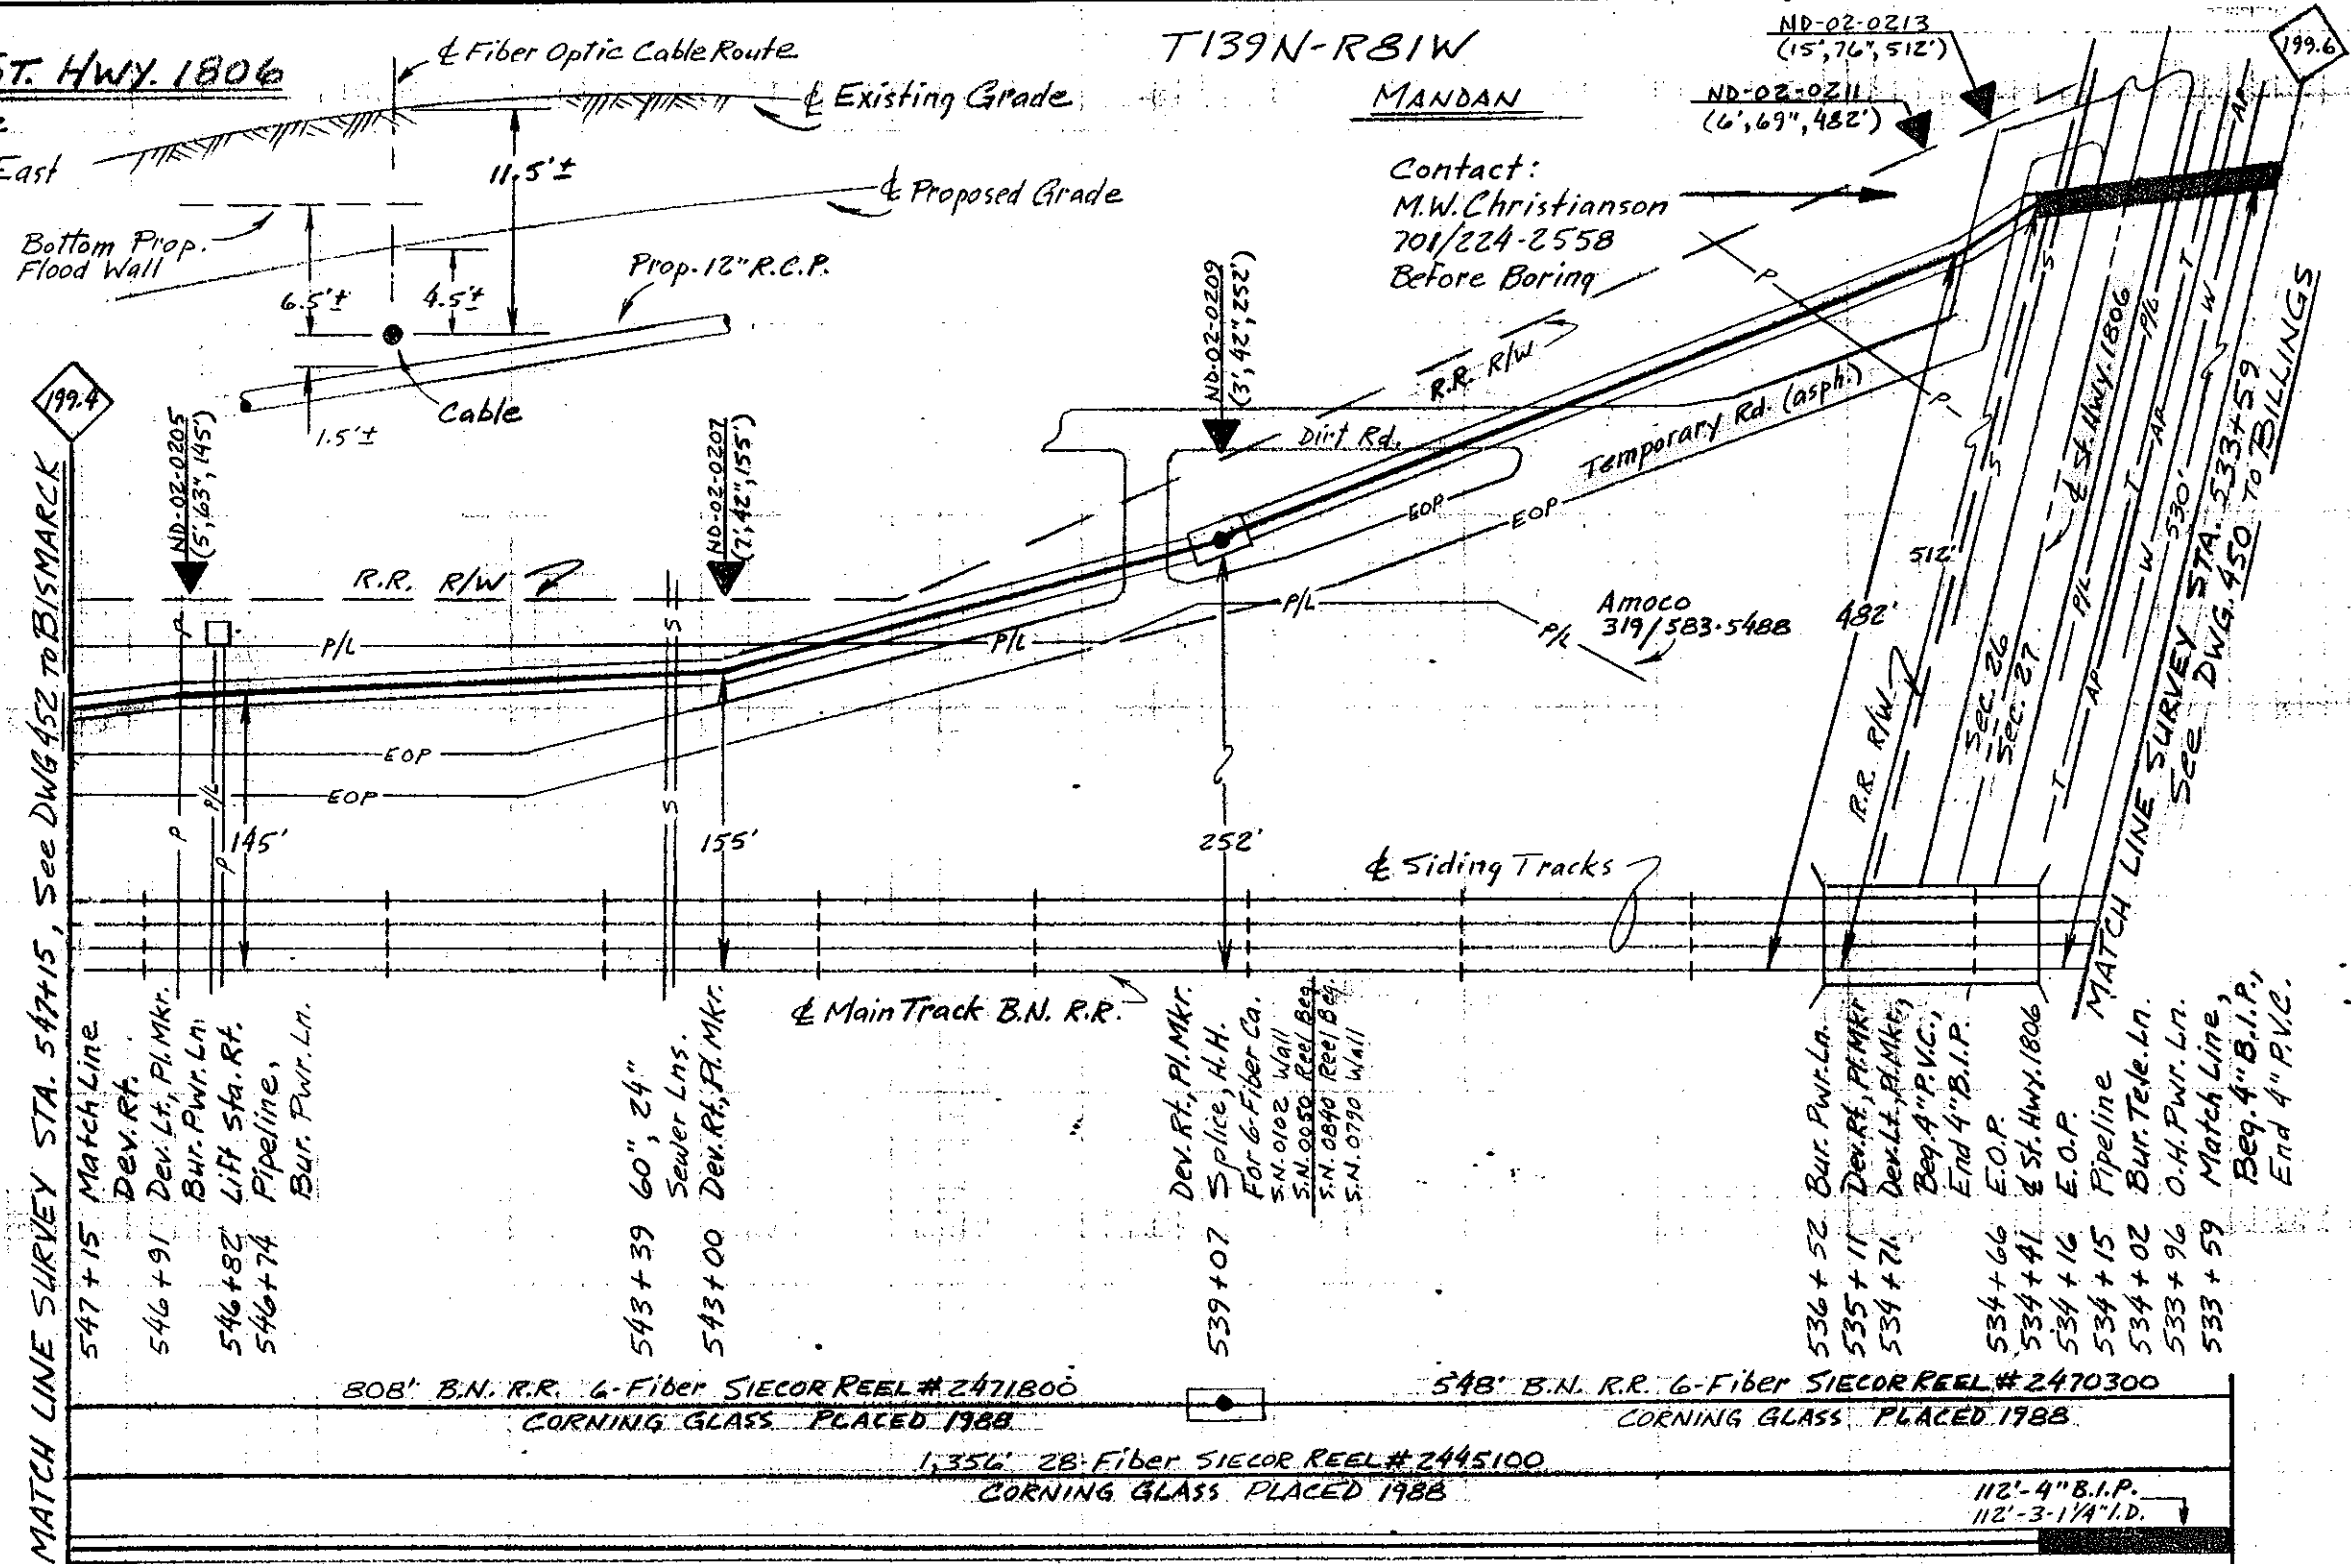 ST. HWY. 1806
East
℄ Fiber Optic Cable Route
℄ Existing Grade
11.5'±
℄ Proposed Grade
Bottom Prop.
Flood Wall
6.5'±
4.5'±
Prop. 12" R.C.P.
1.5'±
Cable
T139N-R81W
MANDAN
ND-02-0213
(15', 76", 512')
ND-02-0211
(6', 69", 482')
199.6
Contact:
M.W. Christianson
701/224-2558
Before Boring
199.4
ND-02-0205
(5', 63", 145')
ND-02-0207
(7', 42", 155')
ND-02-0209
(3', 42", 252')
R.R. R/W
R.R. R/W
Dirt Rd.
Temporary Rd. (asph.)
EOP
EOP
EOP
EOP
P/L
P/L
P/L
P/L
P/L
P
P
P
P
P
S
S
S
S
Amoco
319/583-5488
145'
155'
252'
482'
512'
530'
R.R. R/W
Sec. 26
Sec. 27
℄ St. Hwy. 1806
P/L
P/L
T
T
T
AP
AP
AP
W
W
MATCH LINE SURVEY STA. 533+59
See DWG. 450 TO BILLINGS
MATCH LINE SURVEY STA. 547+15, See DWG 452 TO BISMARCK
℄ Siding Tracks
℄ Main Track B.N. R.R.
547+15 Match Line
Dev. Rt.
546+91 Dev. Lt., Pl. Mkr.
Bur. Pwr. Ln.
546+82 Lift Sta. Rt.
546+74 Pipeline,
Bur. Pwr. Ln.
543+39 60", 24"
Sewer Lns.
543+00 Dev. Rt., Pl. Mkr.
Dev. Rt., Pl. Mkr.
539+07 Splice, H.H.
For 6-Fiber Ca.
S.N. 0102 Wall
S.N. 0050 Reel Beg.
S.N. 0840 Reel Beg.
S.N. 0790 Wall
536+52 Bur. Pwr. Ln.
535+11 Dev. Rt., Pl. Mkr
534+71 Dev. Lt., Pl. Mkr.,
Beg. 4" P.V.C.,
End 4" B.I.P.
534+66 E.O.P.
534+41 ℄ St. Hwy. 1806
534+16 E.O.P.
534+15 Pipeline
534+02 Bur. Tele. Ln.
533+96 O.H. Pwr. Ln.
533+59 Match Line,
Beg. 4" B.I.P.,
End 4" P.V.C.
808' B.N. R.R. 6-Fiber SIECOR REEL # 2471800
CORNING GLASS PLACED 1988
548' B.N. R.R. 6-Fiber SIECOR REEL # 2470300
CORNING GLASS PLACED 1988
1,356' 28-Fiber SIECOR REEL # 2445100
CORNING GLASS PLACED 1988
112'-4" B.I.P.
112'-3-1 1/4" I.D.